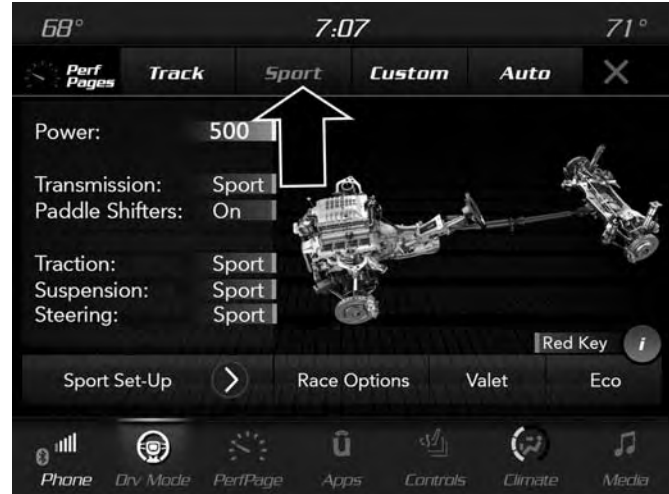 68° 7:07 71°
Perf Pages Track Sport Custom Auto
Power: 500
Transmission: Sport
Paddle Shifters: On
Traction: Sport
Suspension: Sport
Steering: Sport
Red Key i
Sport Set-Up Race Options Valet Eco
Phone Drv Mode PerfPage Apps Controls Climate Media